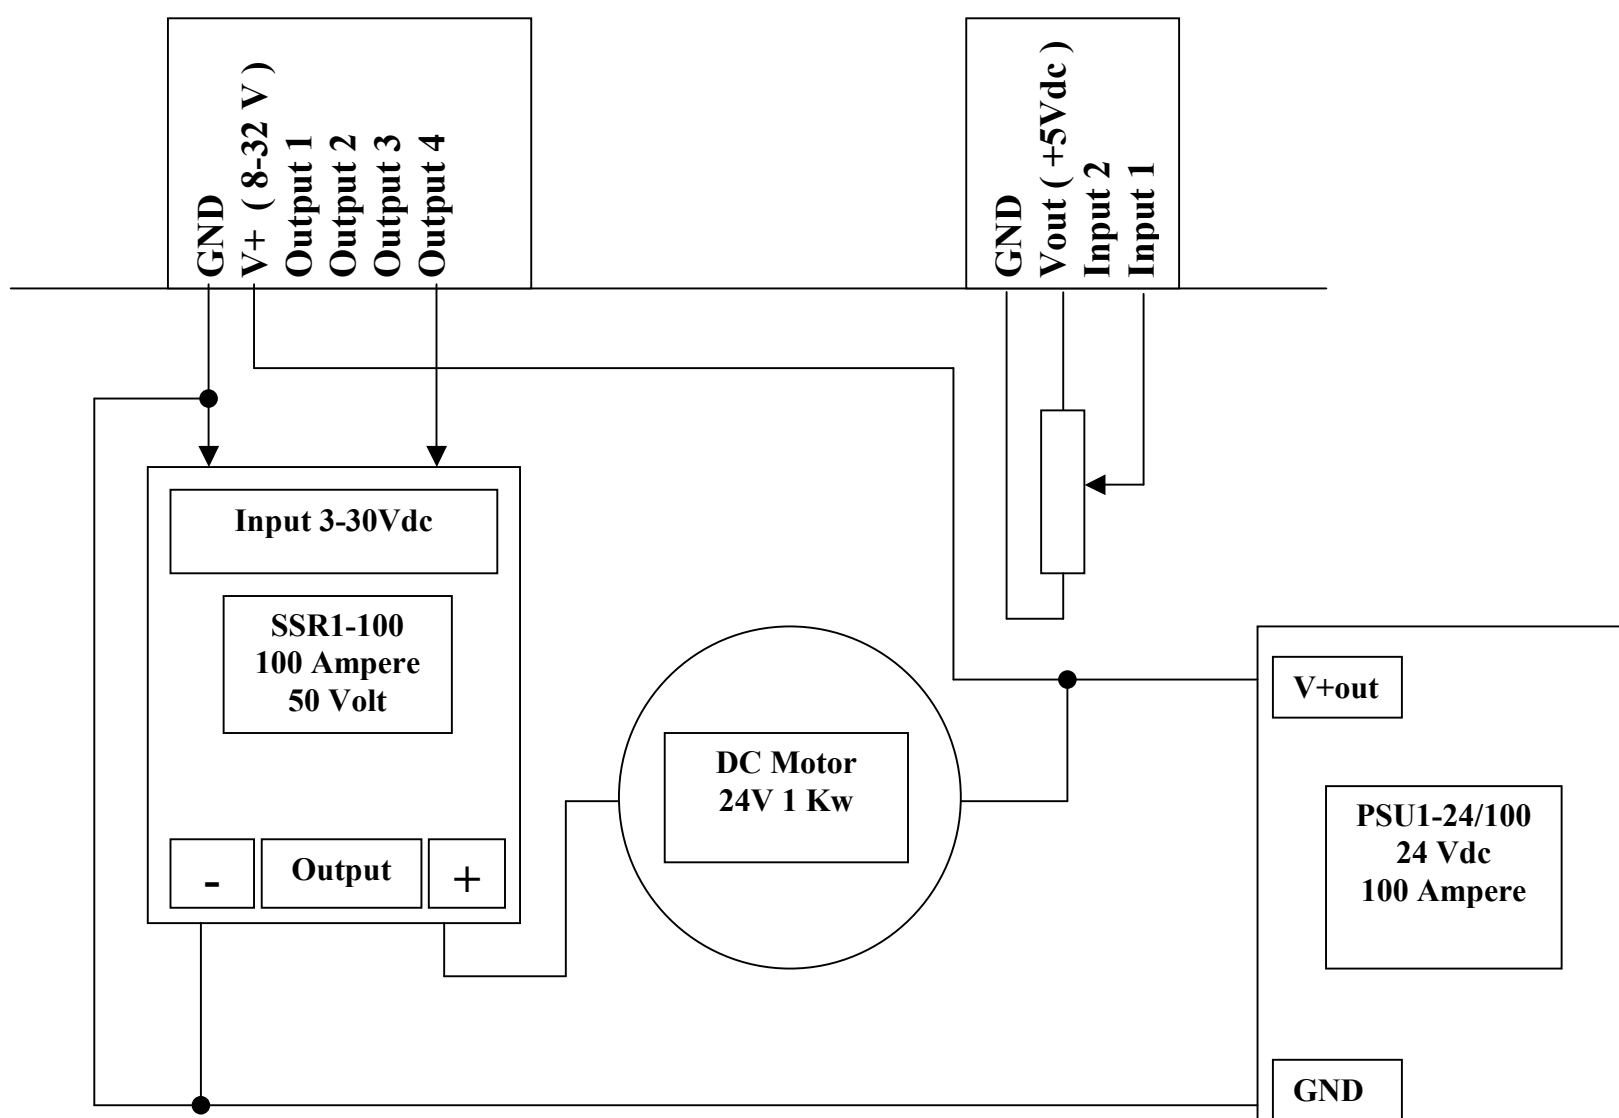 GND
V+ ( 8-32 V )
Output 1
Output 2
Output 3
Output 4
GND
Vout ( +5Vdc )
Input 2
Input 1
Input 3-30Vdc
SSR1-100
100 Ampere
50 Volt
- Output +
DC Motor
24V 1 Kw
V+out
PSU1-24/100
24 Vdc
100 Ampere
GND